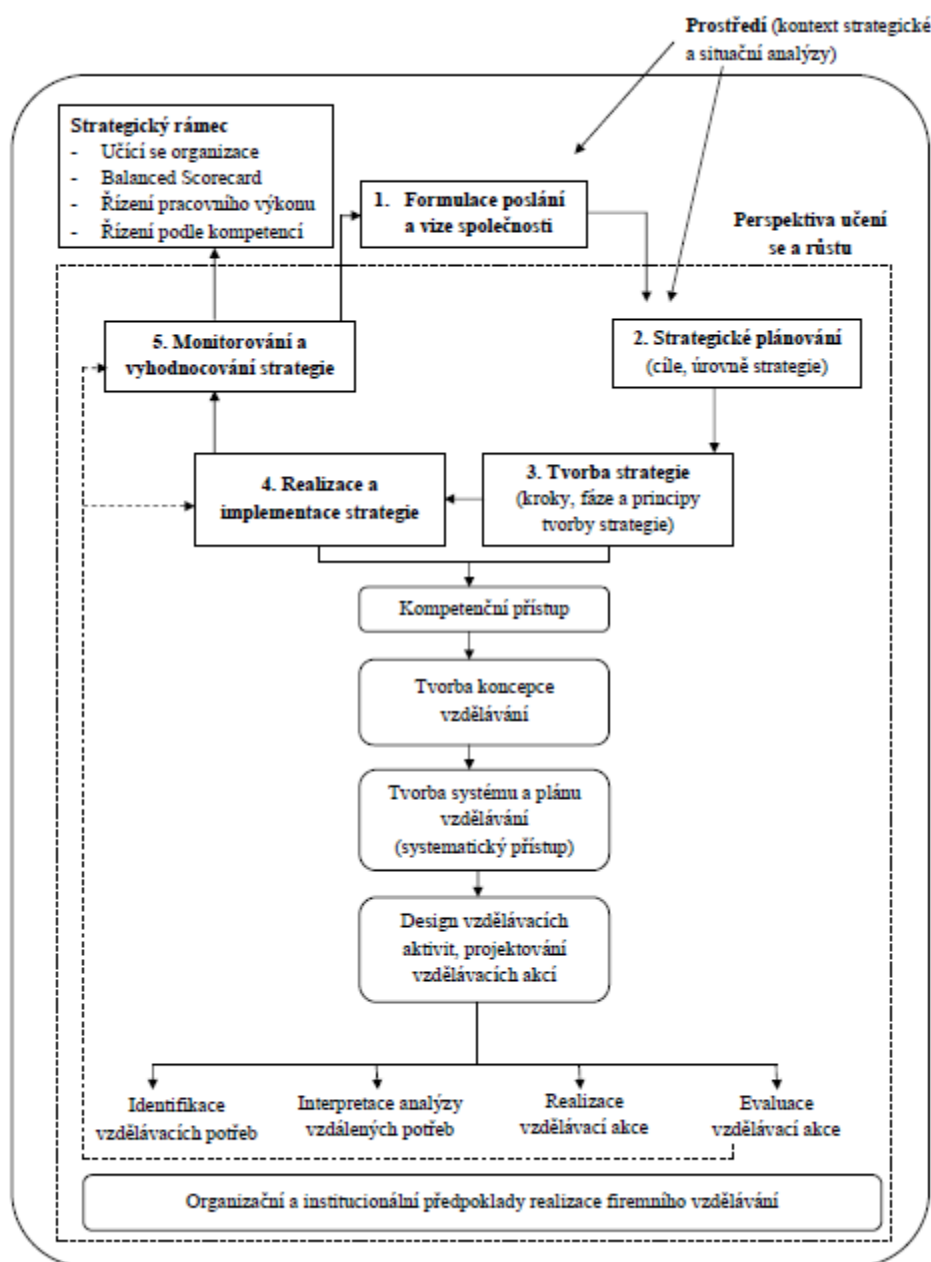 Prostředí (kontext strategické
a situační analýzy)
Strategický rámec
- Učící se organizace
- Balanced Scorecard
- Řízení pracovního výkonu
- Řízení podle kompetencí
1. Formulace poslání
a vize společnosti
Perspektiva učení
se a růstu
5. Monitorování a
vyhodnocování strategie
2. Strategické plánování
(cíle, úrovně strategie)
4. Realizace a
implementace strategie
3. Tvorba strategie
(kroky, fáze a principy
tvorby strategie)
Kompetenční přístup
Tvorba koncepce
vzdělávání
Tvorba systému a plánu
vzdělávání
(systematický přístup)
Design vzdělávacích
aktivit, projektování
vzdělávacích akcí
Identifikace
vzdělávacích potřeb
Interpretace analýzy
vzdálených potřeb
Realizace
vzdělávací akce
Evaluace
vzdělávací akce
Organizační a institucionální předpoklady realizace firemního vzdělávání